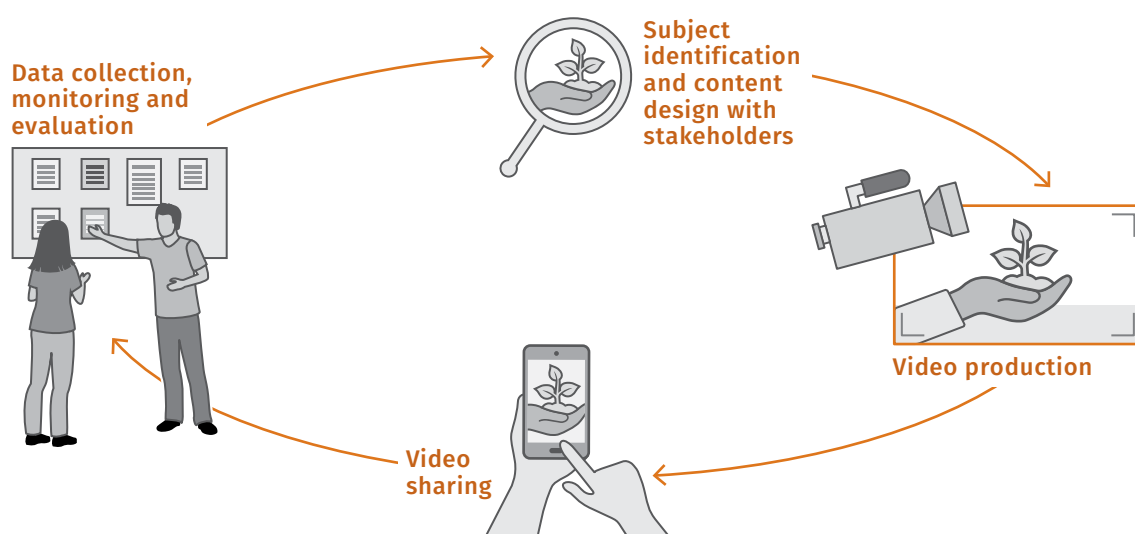 Data collection,
monitoring and
evaluation
Subject
identification
and content
design with
stakeholders
Video production
Video
sharing